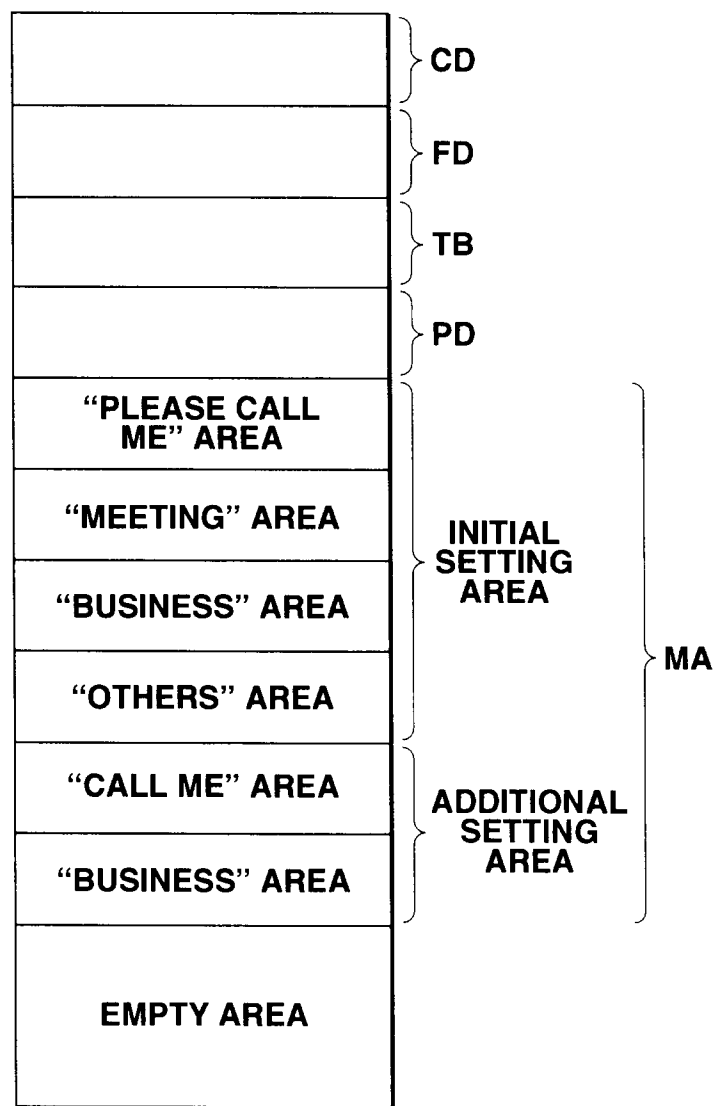 CD
FD
TB
PD
“PLEASE CALL
ME” AREA
“MEETING” AREA
“BUSINESS” AREA
“OTHERS” AREA
INITIAL
SETTING
AREA
“CALL ME” AREA
“BUSINESS” AREA
ADDITIONAL
SETTING
AREA
MA
EMPTY AREA